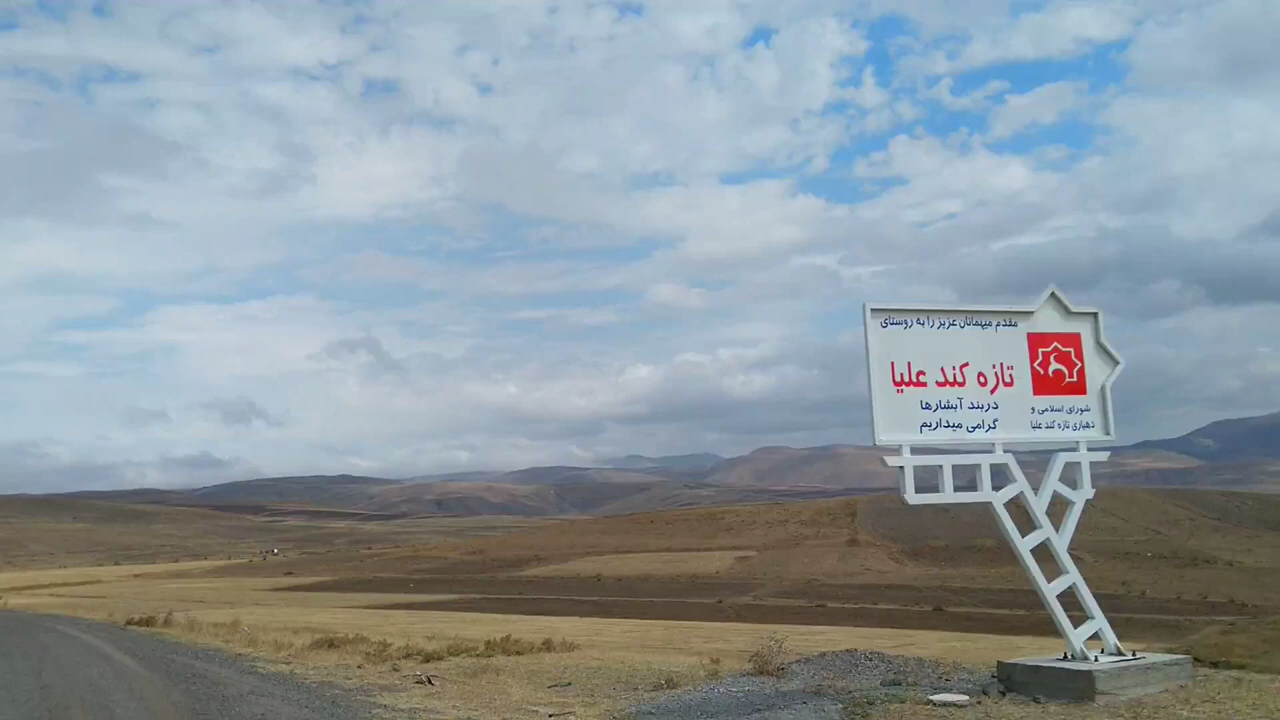 مقدم میهمانان عزیز را به روستای
تازه کند علیا
دربند آبشارها
گرامی میداریم
شورای اسلامی و
دهیاری تازه کند علیا